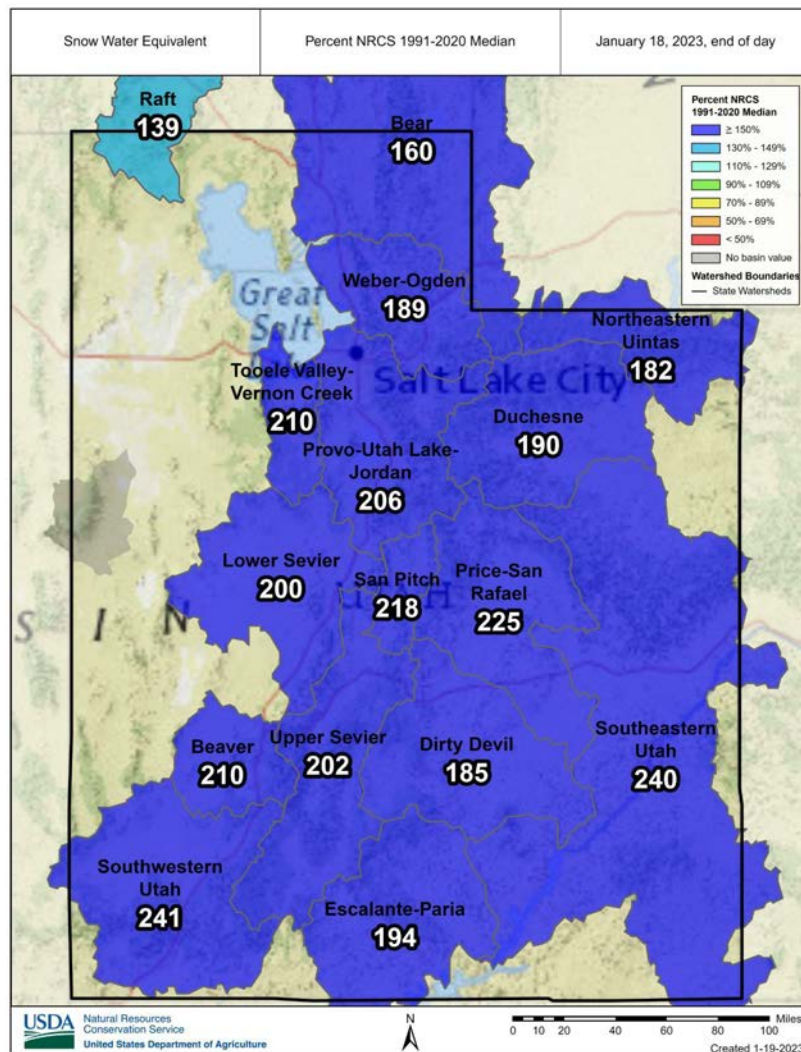 Snow Water Equivalent
Percent NRCS 1991-2020 Median
January 18, 2023, end of day
Percent NRCS
1991-2020 Median
≥ 150%
130% - 149%
110% - 129%
90% - 109%
70% - 89%
50% - 69%
< 50%
No basin value
Watershed Boundaries
State Watersheds
Raft
139
Bear
160
Weber-Ogden
189
Great
Salt
Northeastern
Uintas
182
Salt Lake City
Tooele Valley-
Vernon Creek
210
Duchesne
190
Provo-Utah Lake-
Jordan
206
Lower Sevier
200
San Pitch
218
Price-San
Rafael
225
S I N
Beaver
210
Upper Sevier
202
Dirty Devil
185
Southeastern
Utah
240
Southwestern
Utah
241
Escalante-Paria
194
USDA
Natural Resources
Conservation Service
United States Department of Agriculture
N
Miles
0 10 20 40 60 80 100
Created 1-19-2023